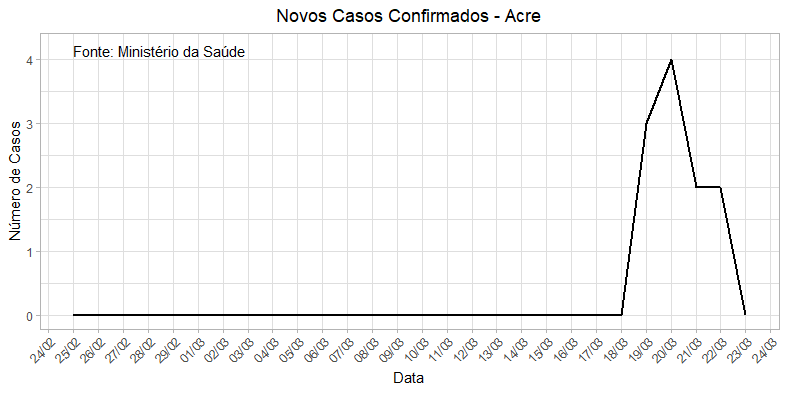 Novos Casos Confirmados - Acre
Fonte: Ministério da Saúde
Número de Casos
4
3
2
1
0
24/02 25/02 26/02 27/02 28/02 29/02 01/03 02/03 03/03 04/03 05/03 06/03 07/03 08/03 09/03 10/03 11/03 12/03 13/03 14/03 15/03 16/03 17/03 18/03 19/03 20/03 21/03 22/03 23/03 24/03
Data